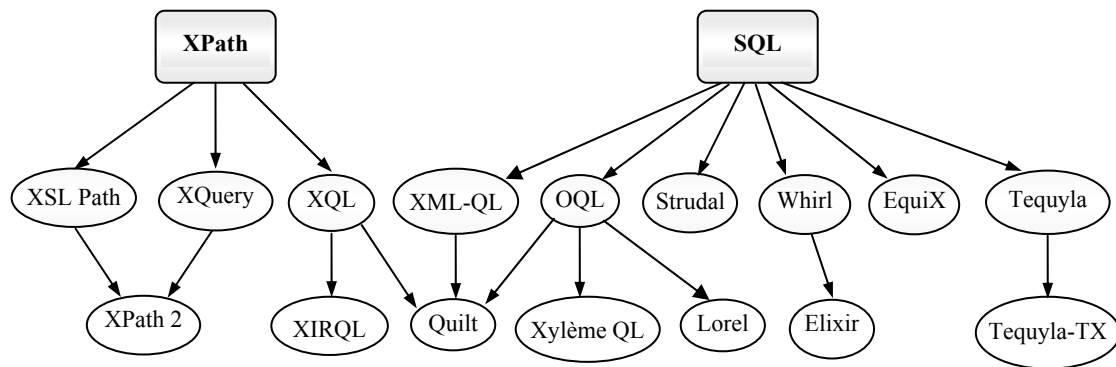 XPath
SQL
XSL Path
XQuery
XQL
XML-QL
OQL
Strudal
Whirl
EquiX
Tequyla
XPath 2
XIRQL
Quilt
Xylème QL
Lorel
Elixir
Tequyla-TX